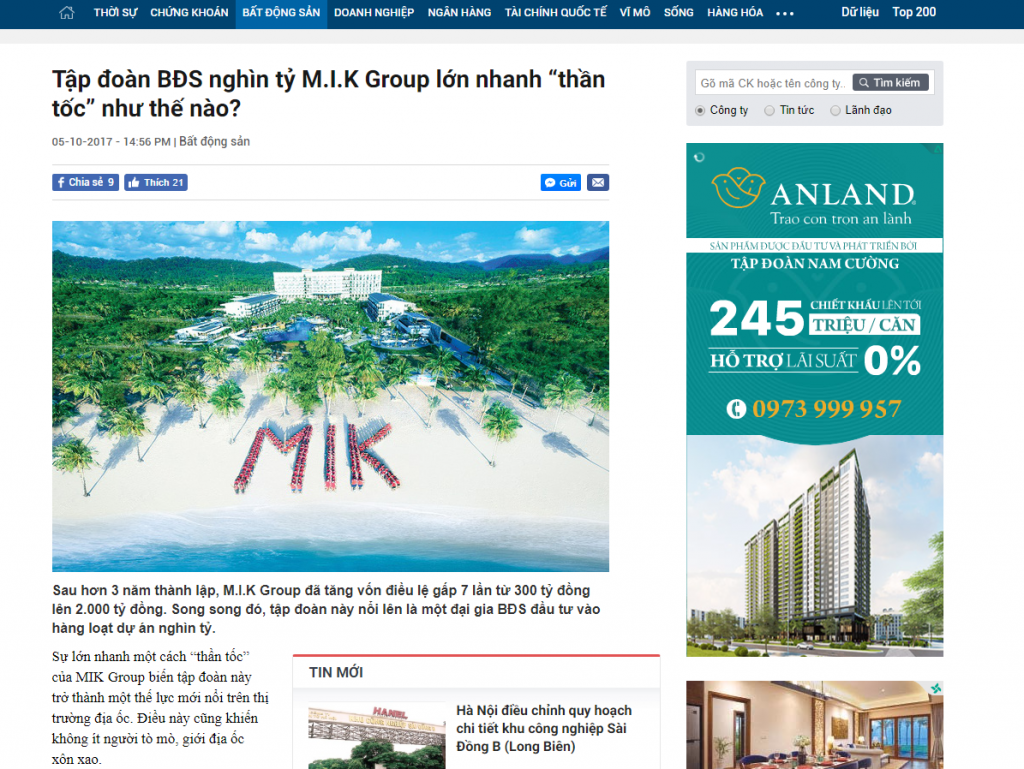 THỜI SỰ CHỨNG KHOÁN BẤT ĐỘNG SẢN DOANH NGHIỆP NGÂN HÀNG TÀI CHÍNH QUỐC TẾ VĨ MÔ SỐNG HÀNG HÓA ••• Dữ liệu Top 200
Tập đoàn BĐS nghìn tỷ M.I.K Group lớn nhanh “thần
tốc” như thế nào?
05-10-2017 - 14:56 PM | Bất động sản
Chia sẻ 9 Thích 21 Gửi
MIK
Sau hơn 3 năm thành lập, M.I.K Group đã tăng vốn điều lệ gấp 7 lần từ 300 tỷ đồng
lên 2.000 tỷ đồng. Song song đó, tập đoàn này nổi lên là một đại gia BĐS đầu tư vào
hàng loạt dự án nghìn tỷ.
Sự lớn nhanh một cách “thần tốc”
của MIK Group biến tập đoàn này
trở thành một thế lực mới nổi trên thị
trường địa ốc. Điều này cũng khiến
không ít người tò mò, giới địa ốc
xôn xao.
TIN MỚI
HANEL
Hà Nội điều chỉnh quy hoạch
chi tiết khu công nghiệp Sài
Đồng B (Long Biên)
Gõ mã CK hoặc tên công ty.. Tìm kiếm
Công ty Tin tức Lãnh đạo
ANLAND
Trao con trọn an lành
SẢN PHẨM ĐƯỢC ĐẦU TƯ VÀ PHÁT TRIỂN BỞI
TẬP ĐOÀN NAM CƯỜNG
245 CHIẾT KHẤU LÊN TỚI
TRIỆU / CĂN
HỖ TRỢ LÃI SUẤT 0%
0973 999 957